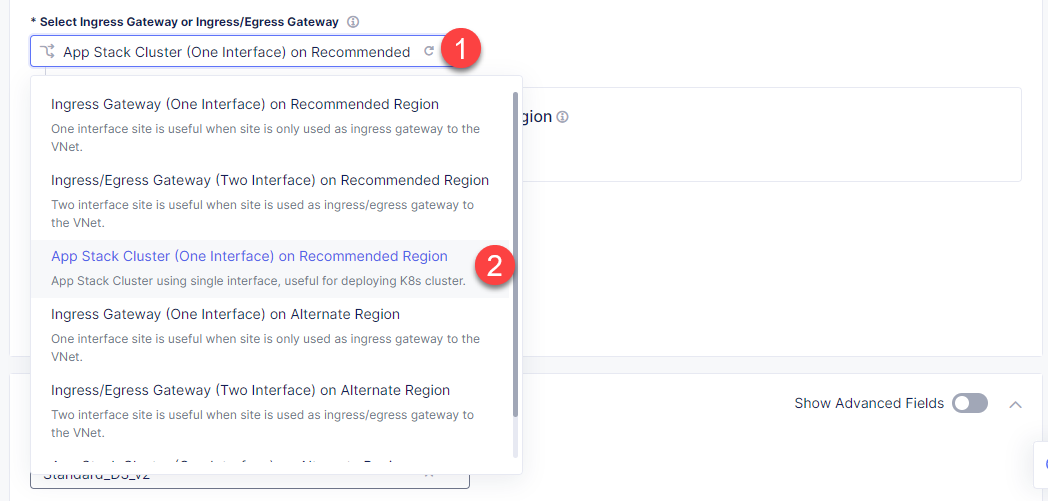 * Select Ingress Gateway or Ingress/Egress Gateway
App Stack Cluster (One Interface) on Recommended
1
Ingress Gateway (One Interface) on Recommended Region
One interface site is useful when site is only used as ingress gateway to the
VNet.
gion
Ingress/Egress Gateway (Two Interface) on Recommended Region
Two interface site is useful when site is used as ingress/egress gateway to
the VNet.
App Stack Cluster (One Interface) on Recommended Region
2
App Stack Cluster using single interface, useful for deploying K8s cluster.
Ingress Gateway (One Interface) on Alternate Region
One interface site is useful when site is only used as ingress gateway to the
VNet.
Ingress/Egress Gateway (Two Interface) on Alternate Region
Two interface site is useful when site is used as ingress/egress gateway to
the VNet.
Show Advanced Fields